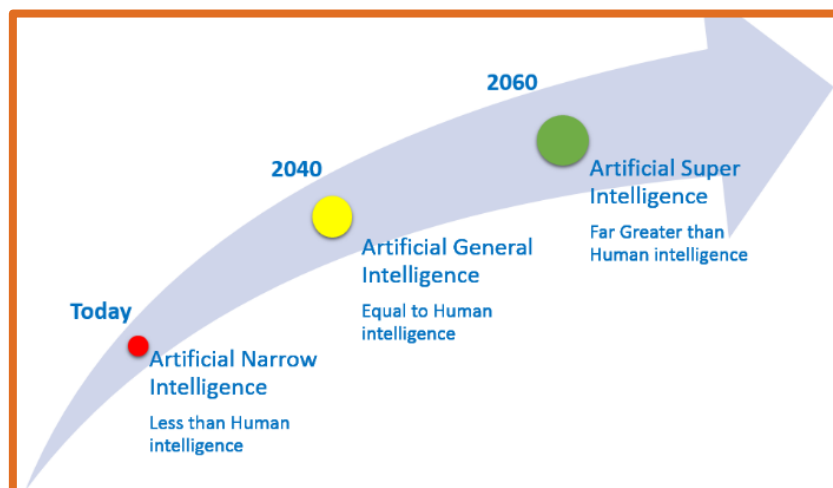 2060
2040
Artificial Super
Intelligence
Far Greater than
Human intelligence
Artificial General
Intelligence
Equal to Human
intelligence
Today
Artificial Narrow
Intelligence
Less than Human
intelligence